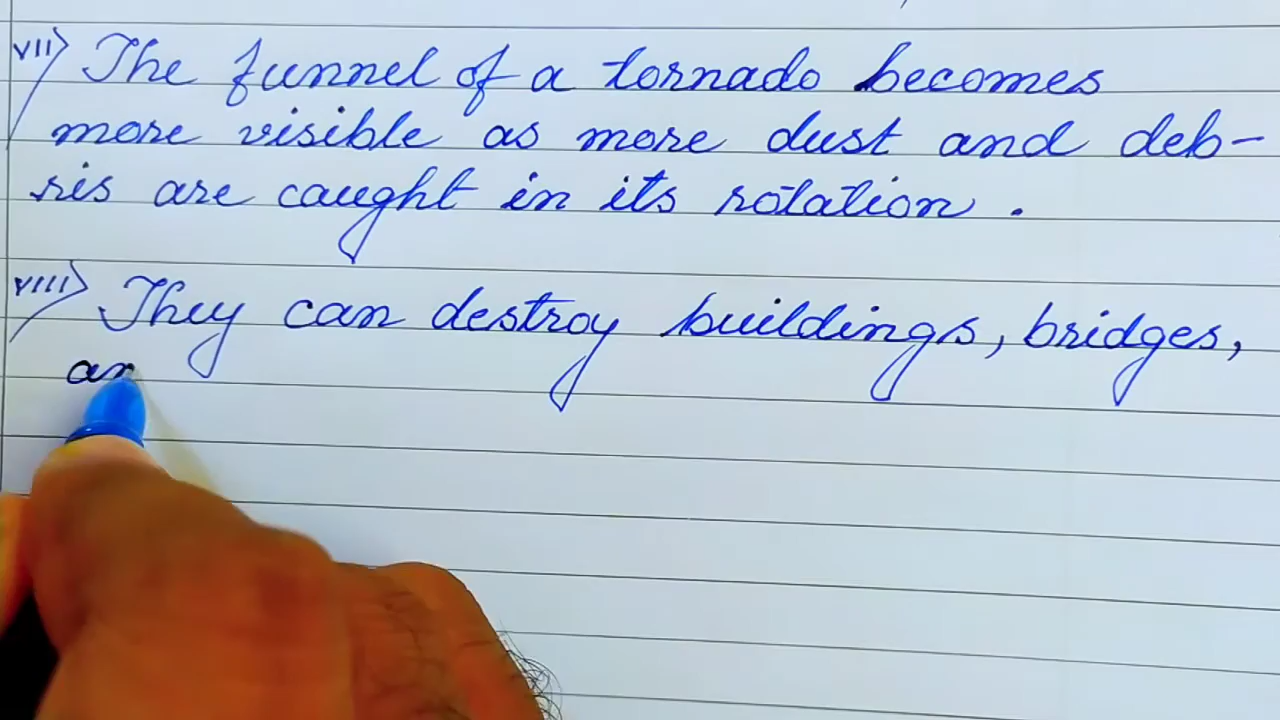 vii) The funnel of a tornado becomes
more visible as more dust and deb-
ris are caught in its rotation.
viii) They can destroy buildings, bridges,
an